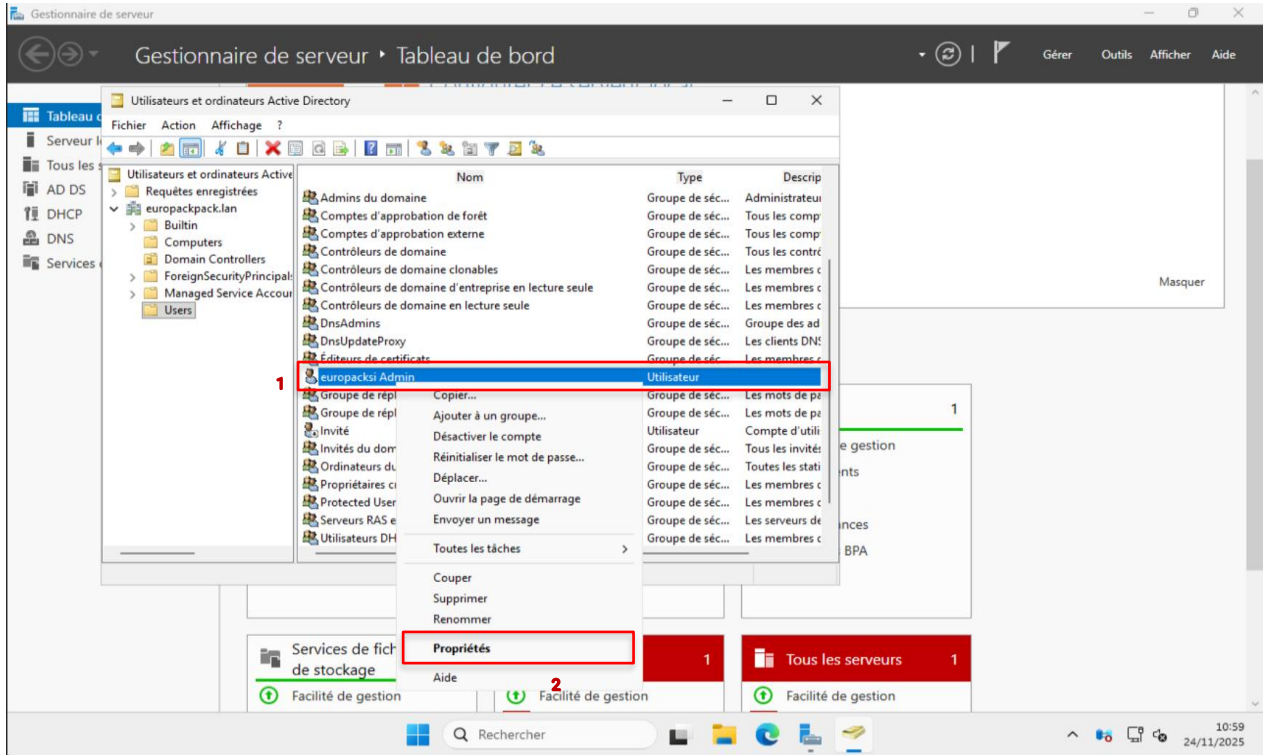 Gestionnaire de serveur
Gestionnaire de serveur ‣ Tableau de bord
Gérer Outils Afficher Aide
Tableau
Serveur
Tous les
AD DS
DHCP
DNS
Services
Masquer
Utilisateurs et ordinateurs Active Directory
Fichier Action Affichage ?
Utilisateurs et ordinateurs Active
Requêtes enregistrées
europackpack.lan
Builtin
Computers
Domain Controllers
ForeignSecurityPrincipals
Managed Service Accour
Users
Nom Type Descrip
Admins du domaine Groupe de séc... Administrateu
Comptes d'approbation de forêt Groupe de séc... Tous les comp
Comptes d'approbation externe Groupe de séc... Tous les comp
Contrôleurs de domaine Groupe de séc... Tous les contrô
Contrôleurs de domaine clonables Groupe de séc... Les membres c
Contrôleurs de domaine d'entreprise en lecture seule Groupe de séc... Les membres c
Contrôleurs de domaine en lecture seule Groupe de séc... Les membres c
DnsAdmins Groupe de séc... Groupe des ad
DnsUpdateProxy Groupe de séc... Les clients DNS
Éditeurs de certificats Groupe de séc... Les membres c
1
europacksi Admin Utilisateur
Groupe de répl Groupe de séc... Les mots de pa
Groupe de répl Groupe de séc... Les mots de pa
Invité Utilisateur Compte d'utili
Invités du dom Groupe de séc... Tous les invités
Ordinateurs du Groupe de séc... Toutes les stati
Propriétaires cr Groupe de séc... Les membres c
Protected User Groupe de séc... Les membres c
Serveurs RAS e Groupe de séc... Les serveurs de
Utilisateurs DH Groupe de séc... Les membres c
Copier...
Ajouter à un groupe...
Désactiver le compte
Réinitialiser le mot de passe...
Déplacer...
Ouvrir la page de démarrage
Envoyer un message
Toutes les tâches
Couper
Supprimer
Renommer
Propriétés
Aide
2
1
e gestion
nts
nces
BPA
Services de fich
de stockage
Facilité de gestion
1
Facilité de gestion
Tous les serveurs 1
Facilité de gestion
Rechercher
10:59
24/11/2025